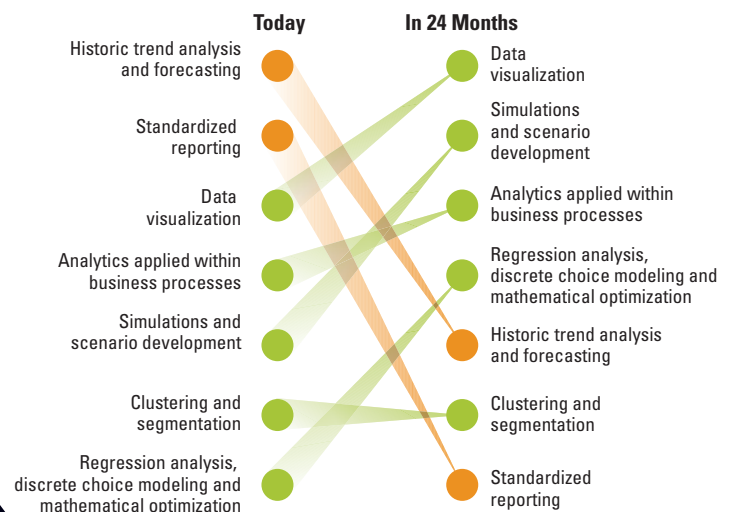 Today
In 24 Months
Historic trend analysis
and forecasting
Standardized
reporting
Data
visualization
Analytics applied within
business processes
Simulations and
scenario development
Clustering and
segmentation
Regression analysis,
discrete choice modeling and
mathematical optimization
Data
visualization
Simulations
and scenario
development
Analytics applied within
business processes
Regression analysis,
discrete choice modeling and
mathematical optimization
Historic trend analysis
and forecasting
Clustering and
segmentation
Standardized
reporting